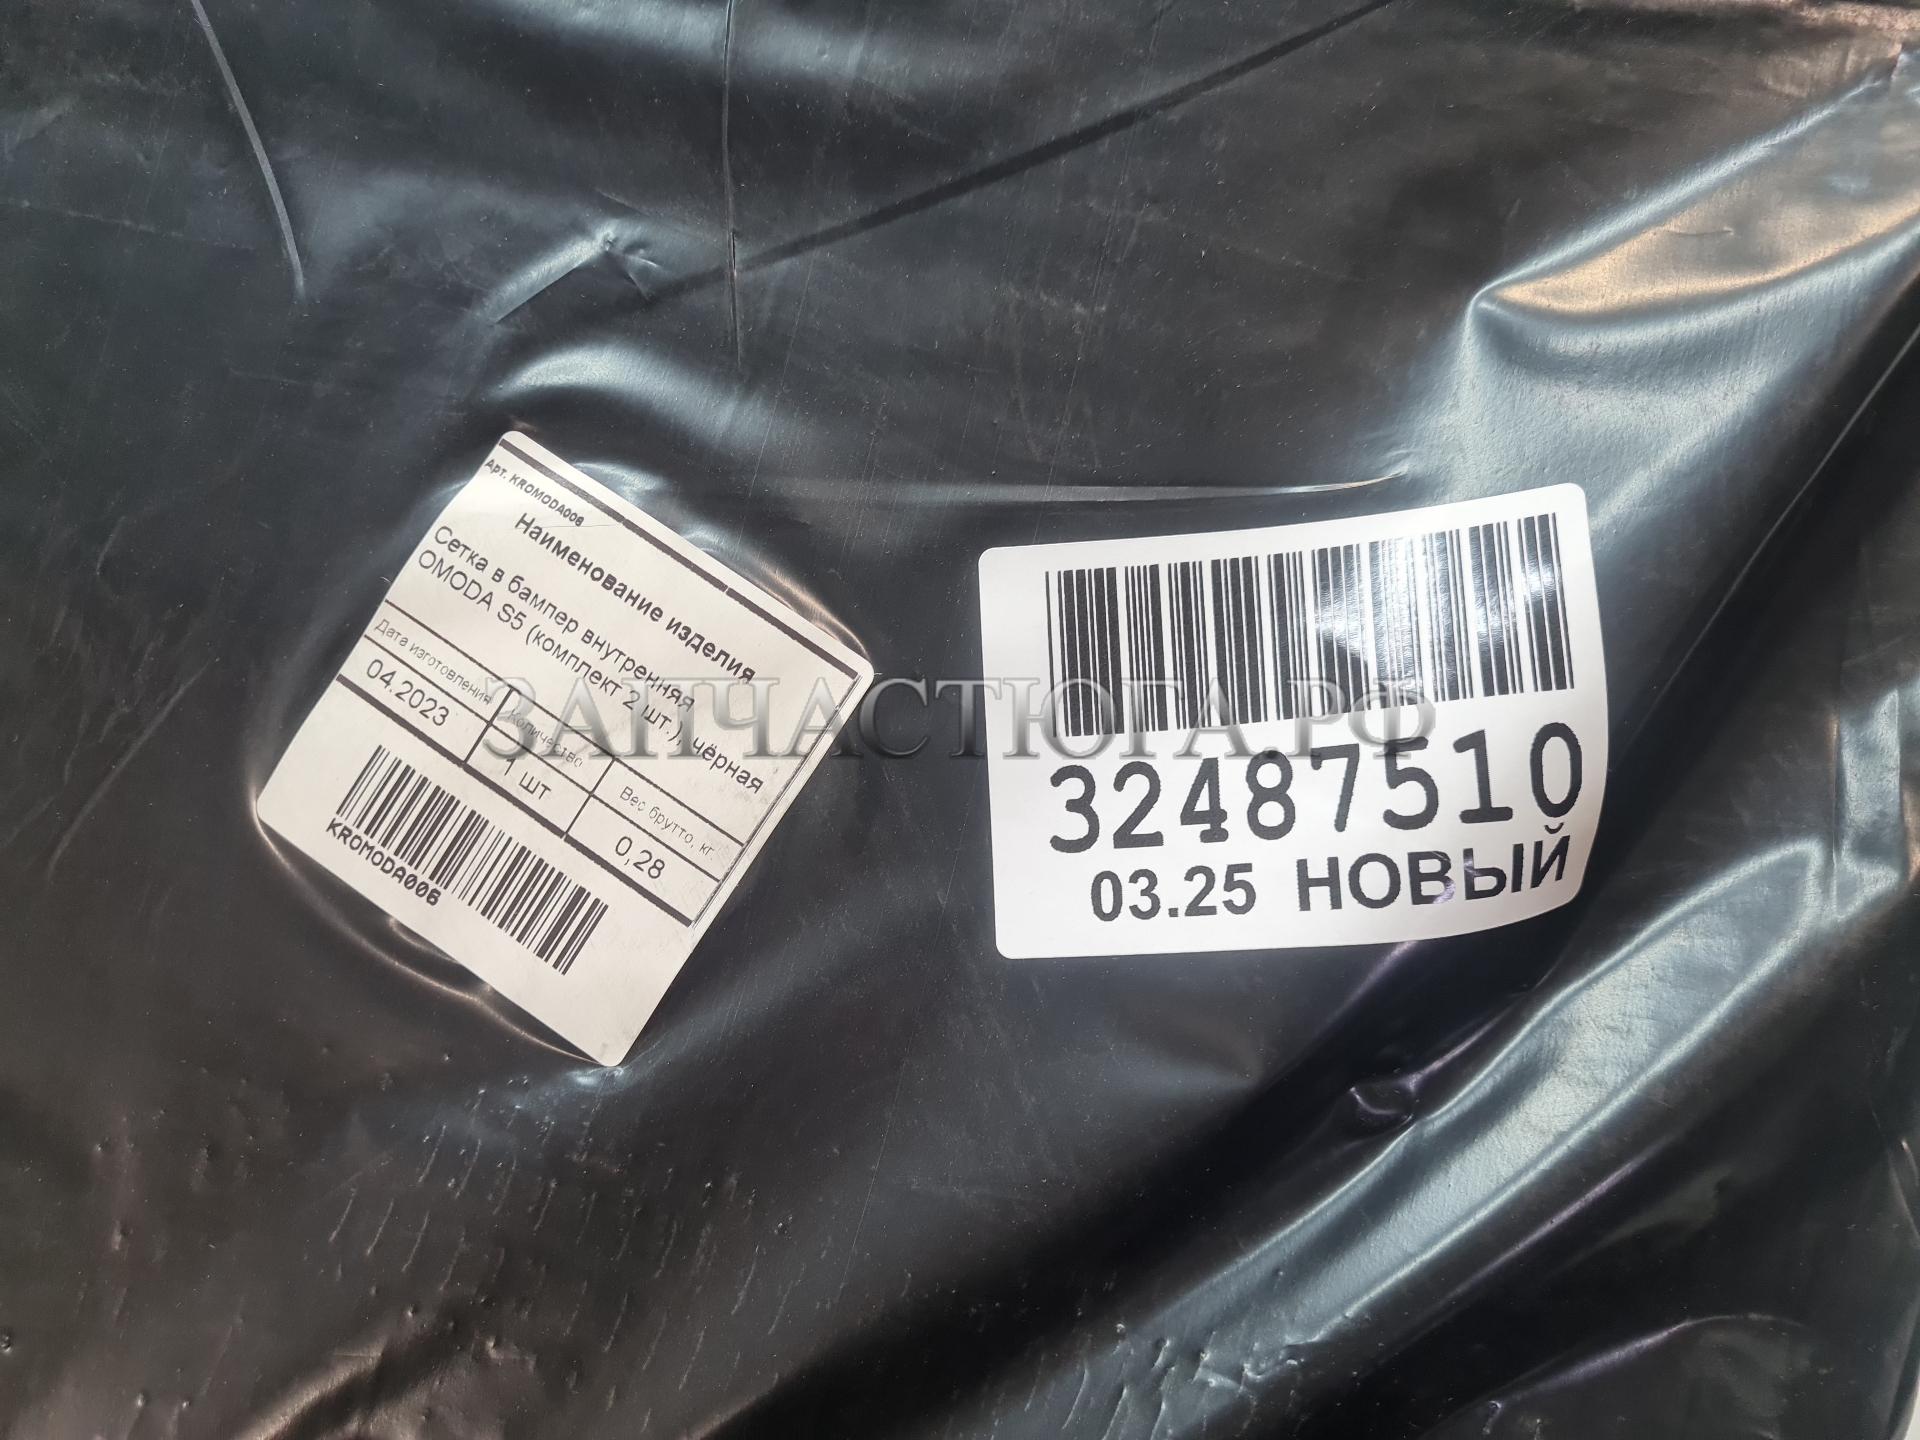 Арт. KROMODA006
Наименование изделия
Сетка в бампер внутренняя
OMODA S5 (комплект 2 шт.), чёрная
Дата изготовления
Количество
Вес брутто, кг.
04.2023
1 шт
0,28
KROMODA006
32487510
03.25 НОВЫЙ
ЗАПЧАСТЮГА.РФ